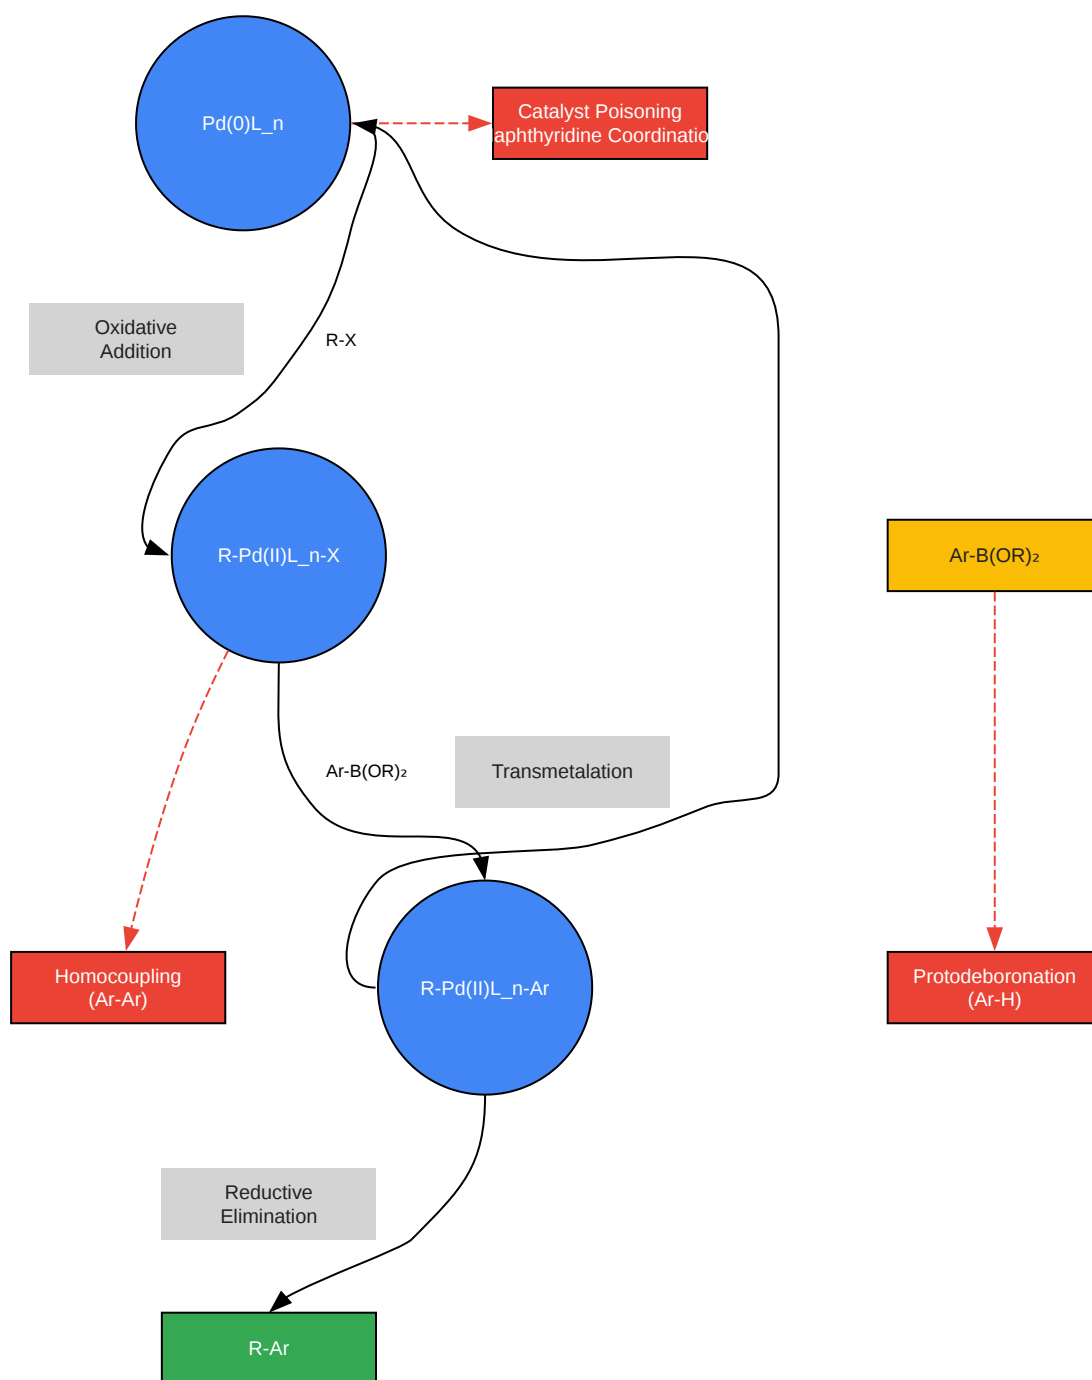 Pd(0)L_n
Catalyst Poisoning
aphthyridine Coordinatio
Oxidative
Addition
R-X
R-Pd(II)L_n-X
Ar-B(OR)₂
Ar-B(OR)₂
Transmetalation
Homocoupling
(Ar-Ar)
R-Pd(II)L_n-Ar
Protodeboronation
(Ar-H)
Reductive
Elimination
R-Ar